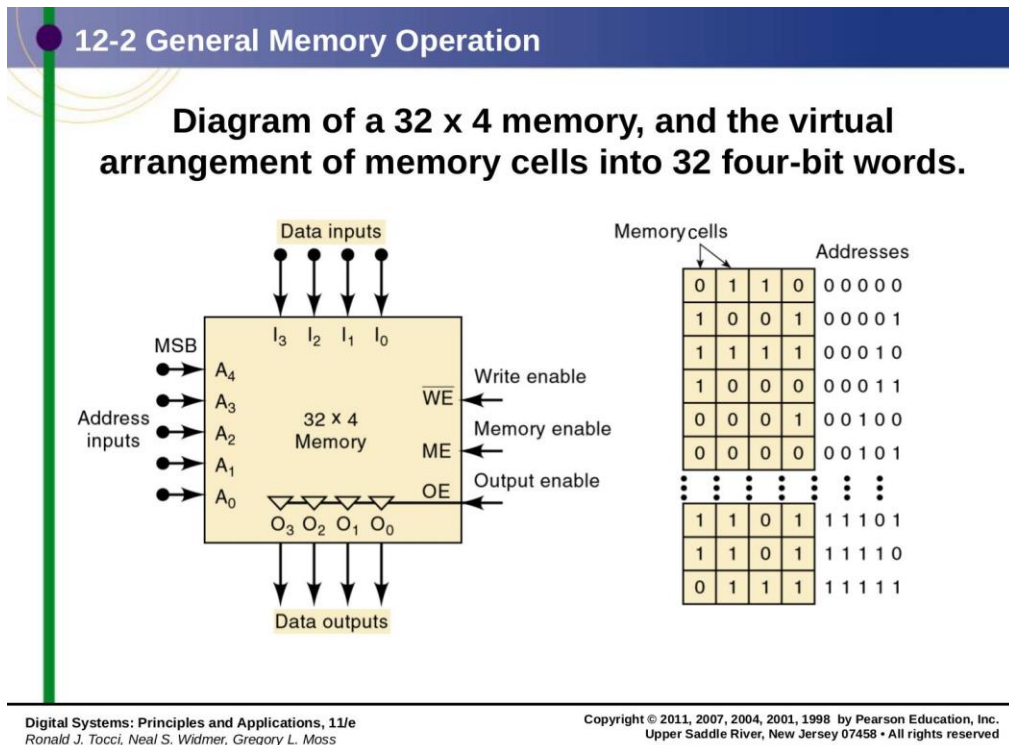 12-2 General Memory Operation
Diagram of a 32 x 4 memory, and the virtual
arrangement of memory cells into 32 four-bit words.
Data inputs
I3 I2 I1 I0
MSB
A4
A3
A2
A1
A0
Address
inputs
32 × 4
Memory
W̅E̅
ME
OE
Write enable
Memory enable
Output enable
O3 O2 O1 O0
Data outputs
Memory cells
Addresses
0 1 1 0 0 0 0 0 0
1 0 0 1 0 0 0 0 1
1 1 1 1 0 0 0 1 0
1 0 0 0 0 0 0 1 1
0 0 0 1 0 0 1 0 0
0 0 0 0 0 0 1 0 1
1 1 0 1 1 1 1 0 1
1 1 0 1 1 1 1 1 0
0 1 1 1 1 1 1 1 1
Digital Systems: Principles and Applications, 11/e
Ronald J. Tocci, Neal S. Widmer, Gregory L. Moss
Copyright © 2011, 2007, 2004, 2001, 1998 by Pearson Education, Inc.
Upper Saddle River, New Jersey 07458 • All rights reserved